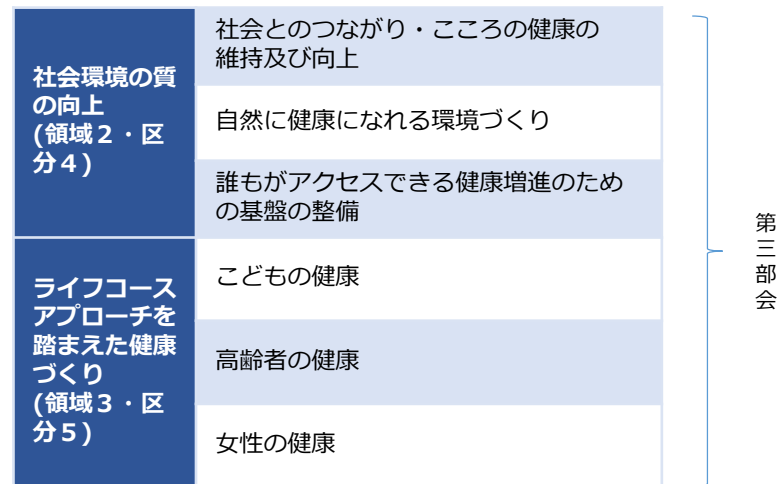 社会環境の質
の向上
(領域２・区
分４)
社会とのつながり・こころの健康の
維持及び向上
自然に健康になれる環境づくり
誰もがアクセスできる健康増進のため
の基盤の整備
ライフコース
アプローチを
踏まえた健康
づくり
(領域３・区
分５)
こどもの健康
高齢者の健康
女性の健康
第三部会